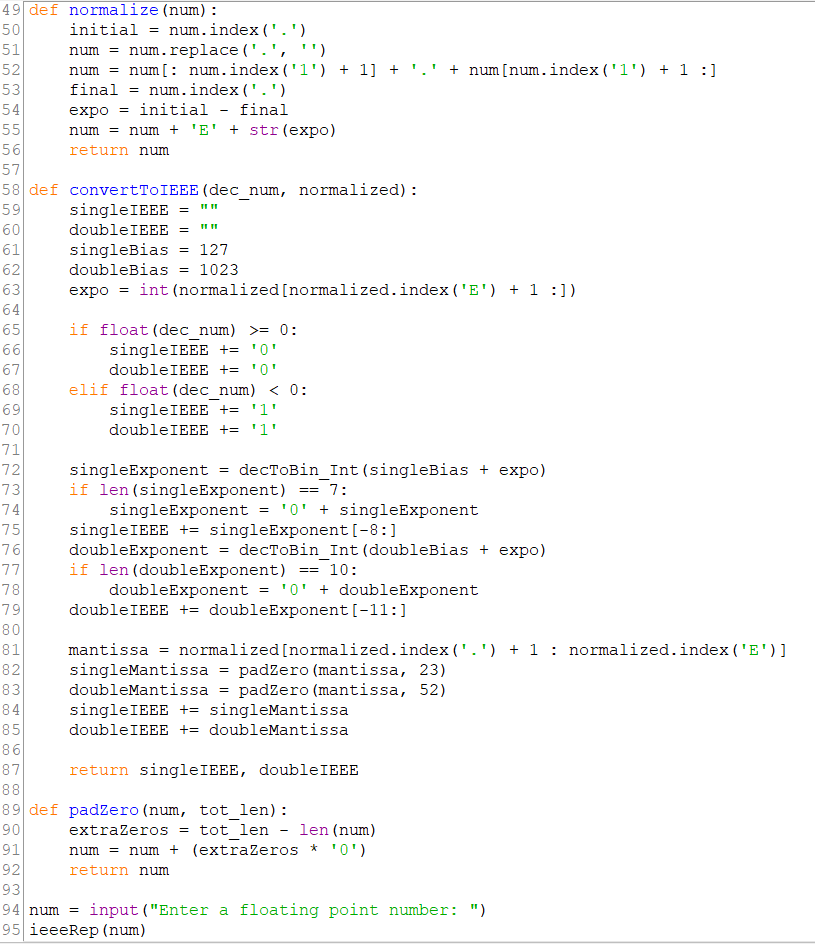 49 def normalize(num):
50     initial = num.index('.')
51     num = num.replace('.', '')
52     num = num[: num.index('1') + 1] + '.' + num[num.index('1') + 1 :]
53     final = num.index('.')
54     expo = initial - final
55     num = num + 'E' + str(expo)
56     return num
57
58 def convertToIEEE(dec_num, normalized):
59     singleIEEE = ""
60     doubleIEEE = ""
61     singleBias = 127
62     doubleBias = 1023
63     expo = int(normalized[normalized.index('E') + 1 :])
64
65     if float(dec_num) >= 0:
66         singleIEEE += '0'
67         doubleIEEE += '0'
68     elif float(dec_num) < 0:
69         singleIEEE += '1'
70         doubleIEEE += '1'
71
72     singleExponent = decToBin_Int(singleBias + expo)
73     if len(singleExponent) == 7:
74         singleExponent = '0' + singleExponent
75     singleIEEE += singleExponent[-8:]
76     doubleExponent = decToBin_Int(doubleBias + expo)
77     if len(doubleExponent) == 10:
78         doubleExponent = '0' + doubleExponent
79     doubleIEEE += doubleExponent[-11:]
80
81     mantissa = normalized[normalized.index('.') + 1 : normalized.index('E')]
82     singleMantissa = padZero(mantissa, 23)
83     doubleMantissa = padZero(mantissa, 52)
84     singleIEEE += singleMantissa
85     doubleIEEE += doubleMantissa
86
87     return singleIEEE, doubleIEEE
88
89 def padZero(num, tot_len):
90     extraZeros = tot_len - len(num)
91     num = num + (extraZeros * '0')
92     return num
93
94 num = input("Enter a floating point number: ")
95 ieeeRep(num)